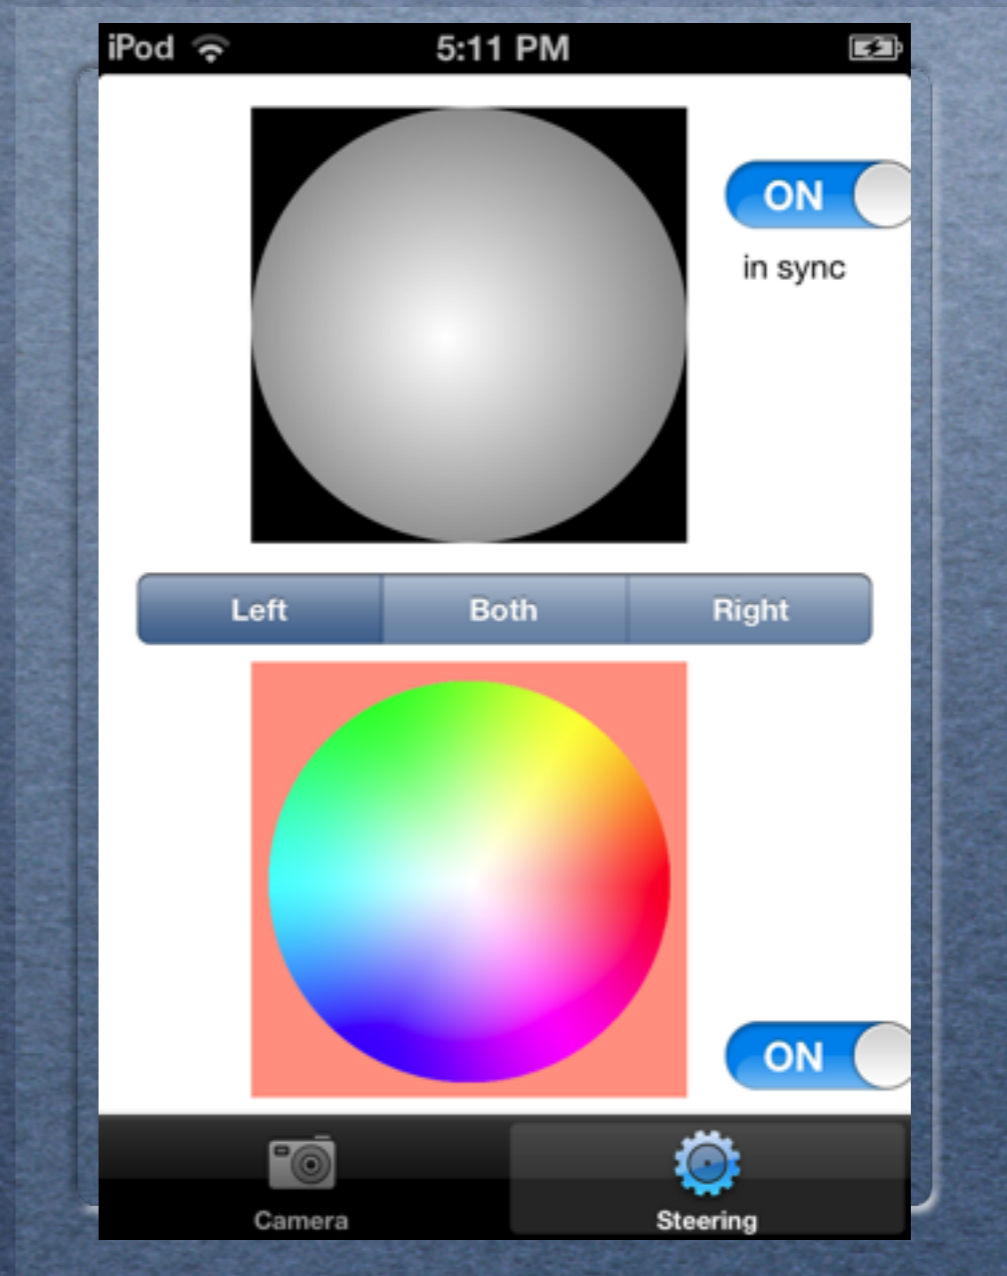 iPod 5:11 PM
ON
in sync
Left Both Right
ON
Camera Steering